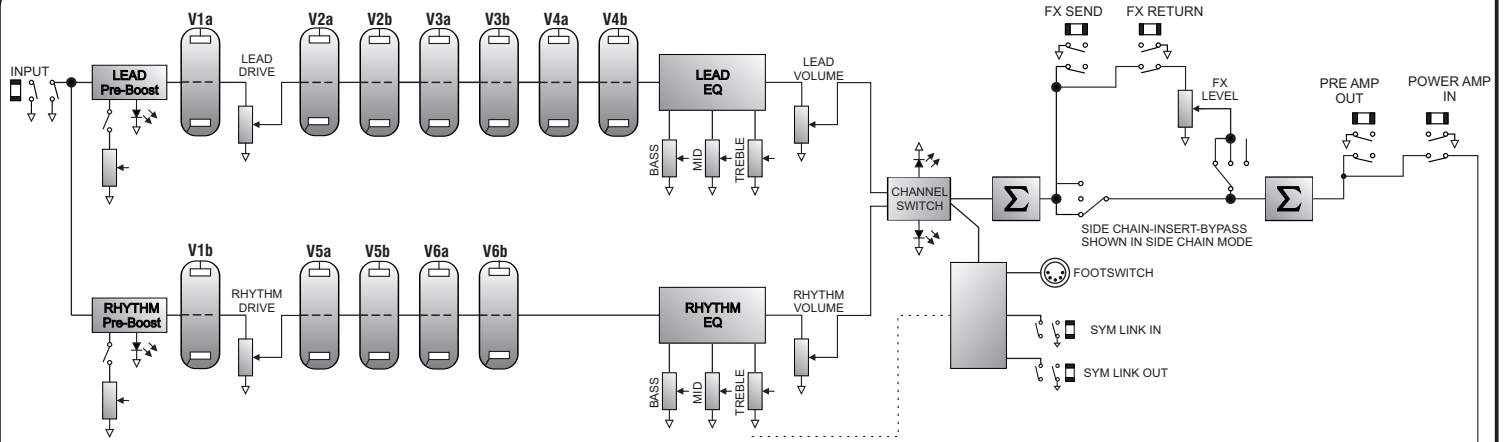 FX SEND
FX RETURN
V1a
V2a
V2b
V3a
V3b
V4a
V4b
INPUT
LEAD
Pre-Boost
LEAD
DRIVE
LEAD
EQ
LEAD
VOLUME
FX
LEVEL
PRE AMP
OUT
POWER AMP
IN
BASS
MID
TREBLE
CHANNEL
SWITCH
Σ
Σ
SIDE CHAIN-INSERT-BYPASS
SHOWN IN SIDE CHAIN MODE
V1b
V5a
V5b
V6a
V6b
RHYTHM
Pre-Boost
RHYTHM
DRIVE
RHYTHM
EQ
RHYTHM
VOLUME
FOOTSWITCH
SYM LINK IN
SYM LINK OUT
BASS
MID
TREBLE